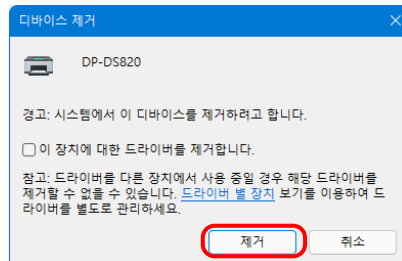 디바이스 제거
DP-DS820
경고: 시스템에서 이 디바이스를 제거하려고 합니다.
이 장치에 대한 드라이버를 제거합니다.
참고: 드라이버를 다른 장치에서 사용 중일 경우 해당 드라이버를
제거할 수 없을 수 있습니다. 드라이버 별 장치 보기를 이용하여 드
라이버를 별도로 관리하세요.
제거
취소